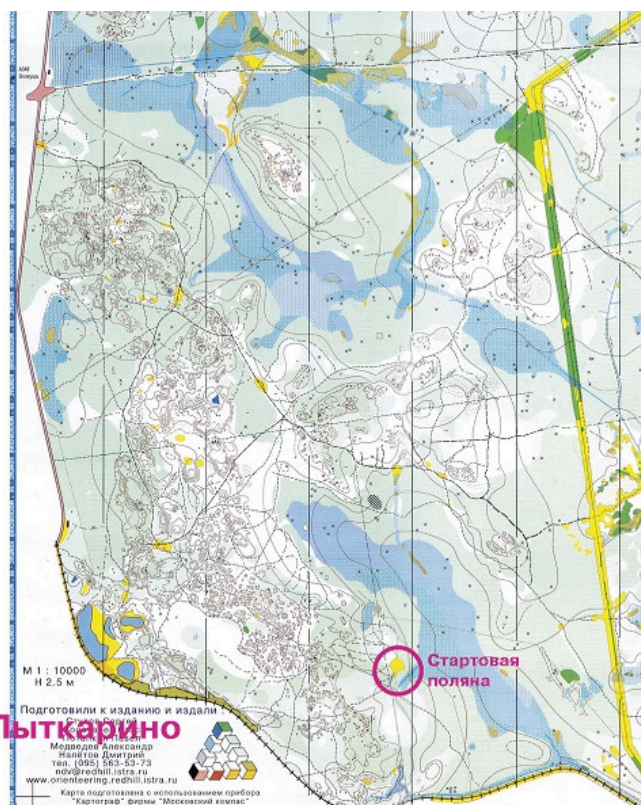 Стартовая
поляна
М 1 : 10000
Н 2.5 м
Подготовили к изданию и издали :
Лыткарино
Медведев Александр
Налётов Дмитрий
тел. (095) 563-53-73
ndv@redhill.istra.ru
www.orienteering.redhill.istra.ru
Карта подготовлена с использованием прибора
"Картограф" фирмы "Московский компас"